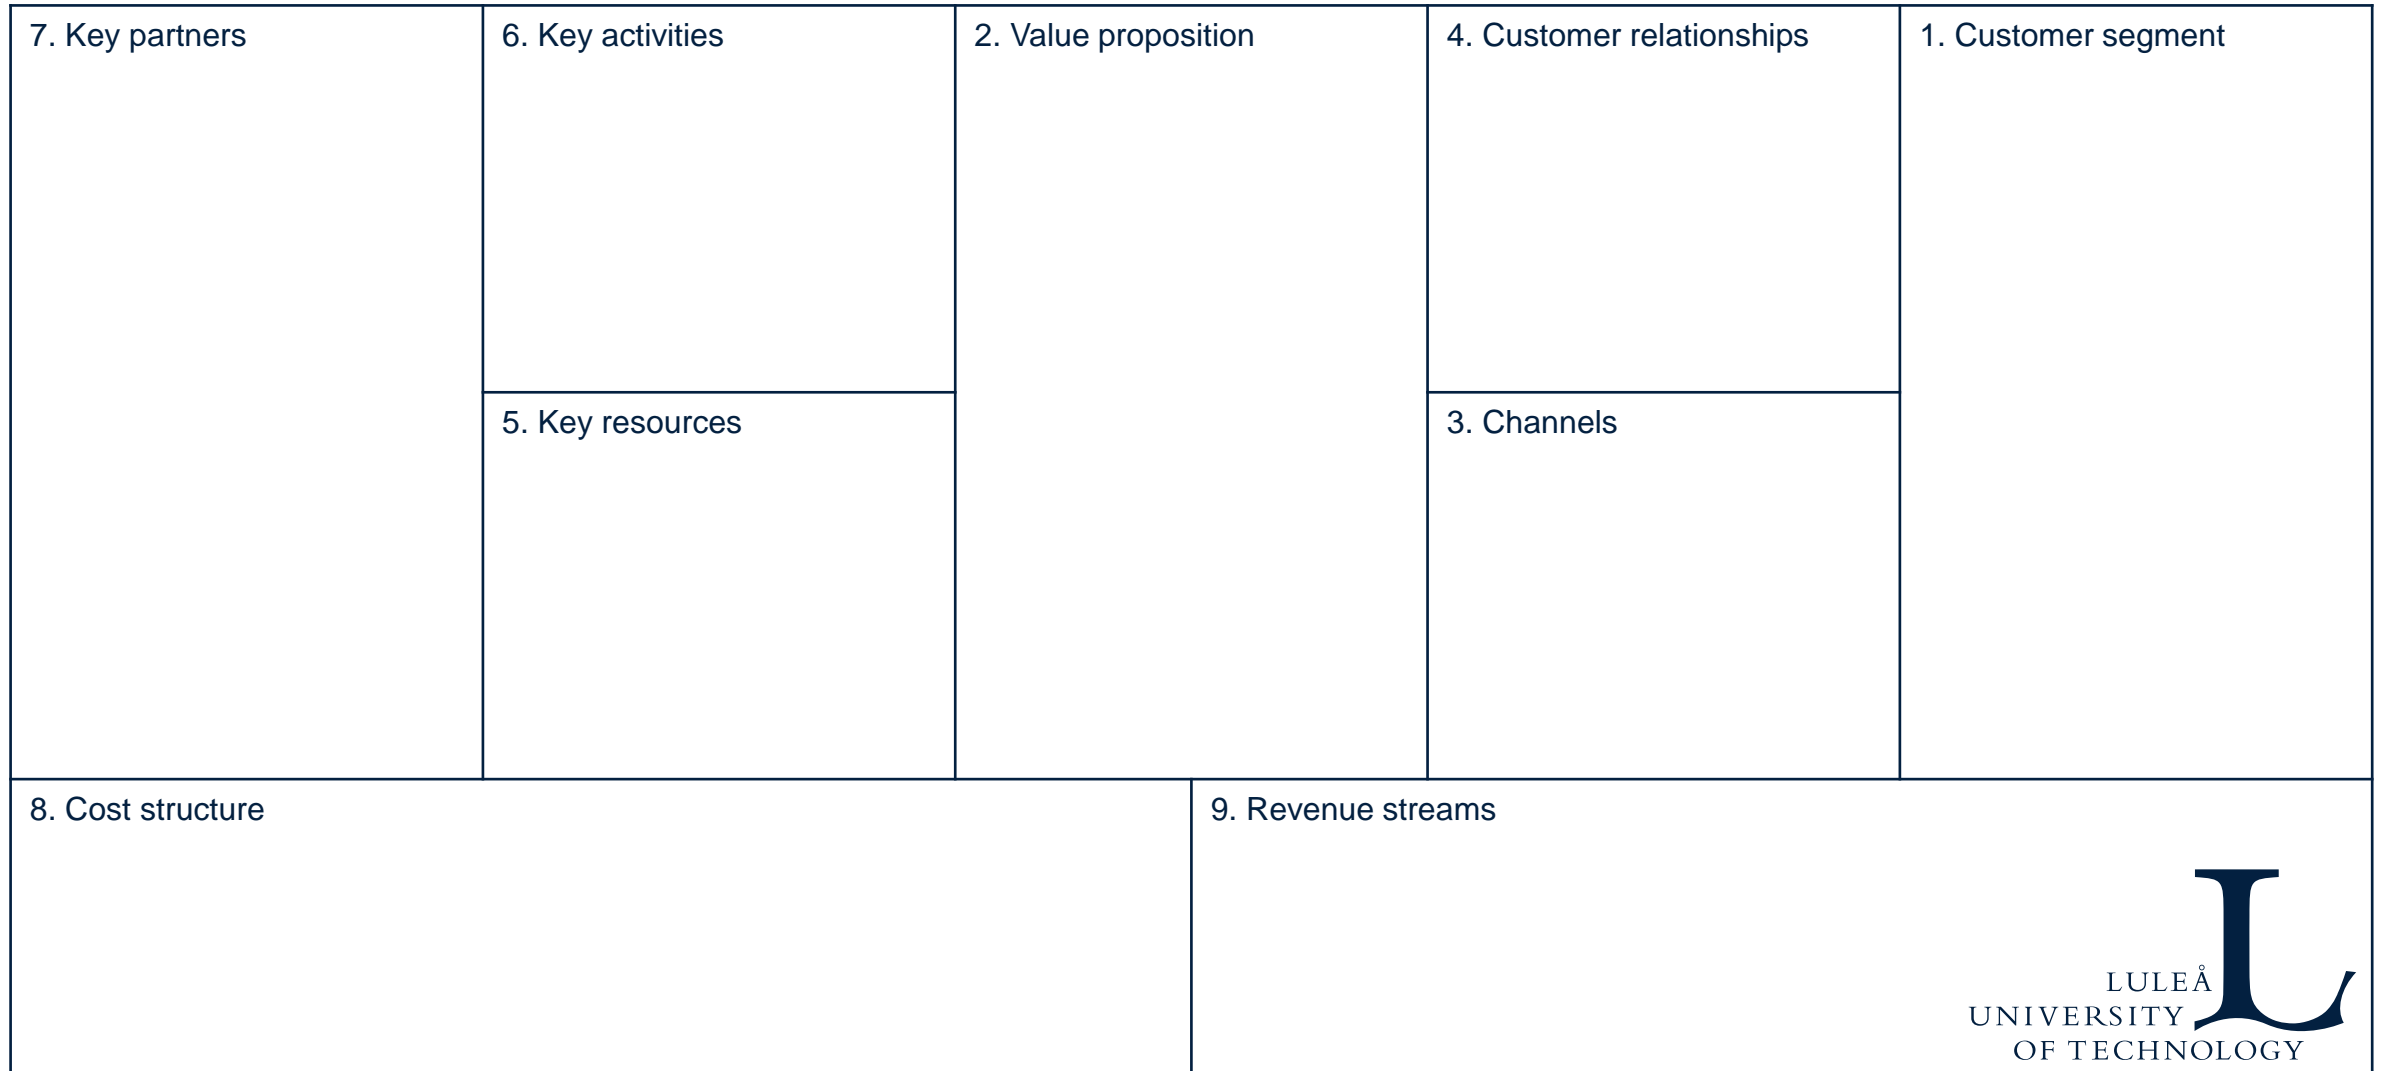 7. Key partners
6. Key activities
2. Value proposition
4. Customer relationships
1. Customer segment
5. Key resources
3. Channels
8. Cost structure
9. Revenue streams
LULEÅ
UNIVERSITY
OF TECHNOLOGY